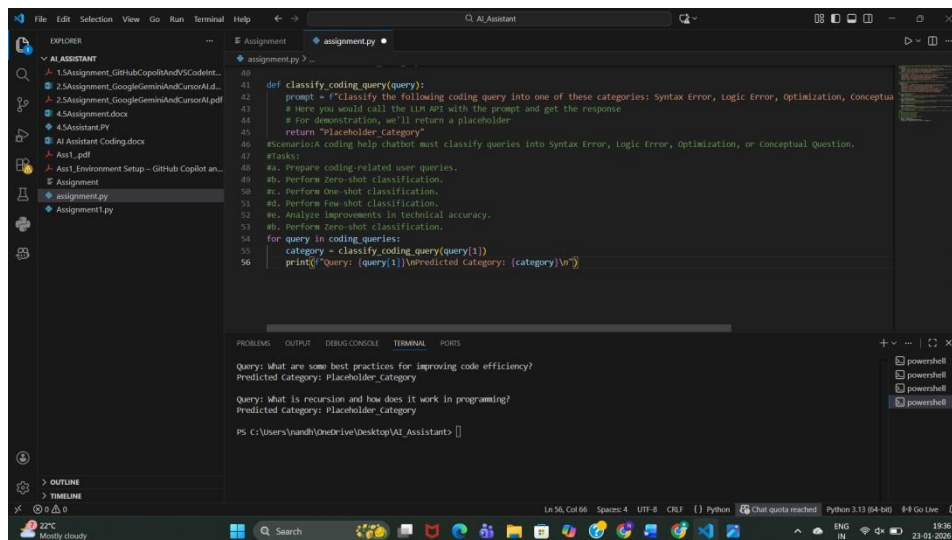 File Edit Selection View Go Run Terminal Help
AI_Assistant
EXPLORER
AI_ASSISTANT
1.5Assignment_GitHubCopolitAndVSCodeInt...
2.5Assignment_GoogleGeminiAndCursorAI.d...
2.5Assignment_GoogleGeminiAndCursorAI.pdf
4.5Assistant.docx
4.5Assistant.PY
AI Assistant Coding.docx
Ass1_.pdf
Ass1_Environment Setup – GitHub Copilot an...
Assignment
assignment.py
Assignment1.py
OUTLINE
TIMELINE
Assignment
assignment.py
assignment.py > ...
40
41 def classify_coding_query(query):
42 prompt = f"Classify the following coding query into one of these categories: Syntax Error, Logic Error, Optimization, Conceptua
43 # Here you would call the LLM API with the prompt and get the response
44 # For demonstration, we'll return a placeholder
45 return "Placeholder_Category"
46 #Scenario:A coding help chatbot must classify queries into Syntax Error, Logic Error, Optimization, or Conceptual Question.
47 #Tasks:
48 #a. Prepare coding-related user queries.
49 #b. Perform Zero-shot classification.
50 #c. Perform One-shot classification.
51 #d. Perform Few-shot classification.
52 #e. Analyze improvements in technical accuracy.
53 #b. Perform Zero-shot classification.
54 for query in coding_queries:
55 category = classify_coding_query(query[1])
56 print(f"Query: {query[1]}\nPredicted Category: {category}\n")
PROBLEMS OUTPUT DEBUG CONSOLE TERMINAL PORTS
Query: What are some best practices for improving code efficiency?
Predicted Category: Placeholder_Category
Query: What is recursion and how does it work in programming?
Predicted Category: Placeholder_Category
PS C:\Users\nandh\OneDrive\Desktop\AI_Assistant>
powershell
powershell
powershell
powershell
0 0 Ln 56, Col 66 Spaces: 4 UTF-8 CRLF {} Python Chat quota reached Python 3.13 (64-bit) Go Live
22°C
Mostly cloudy
Search
ENG
IN
19:36
23-01-2026